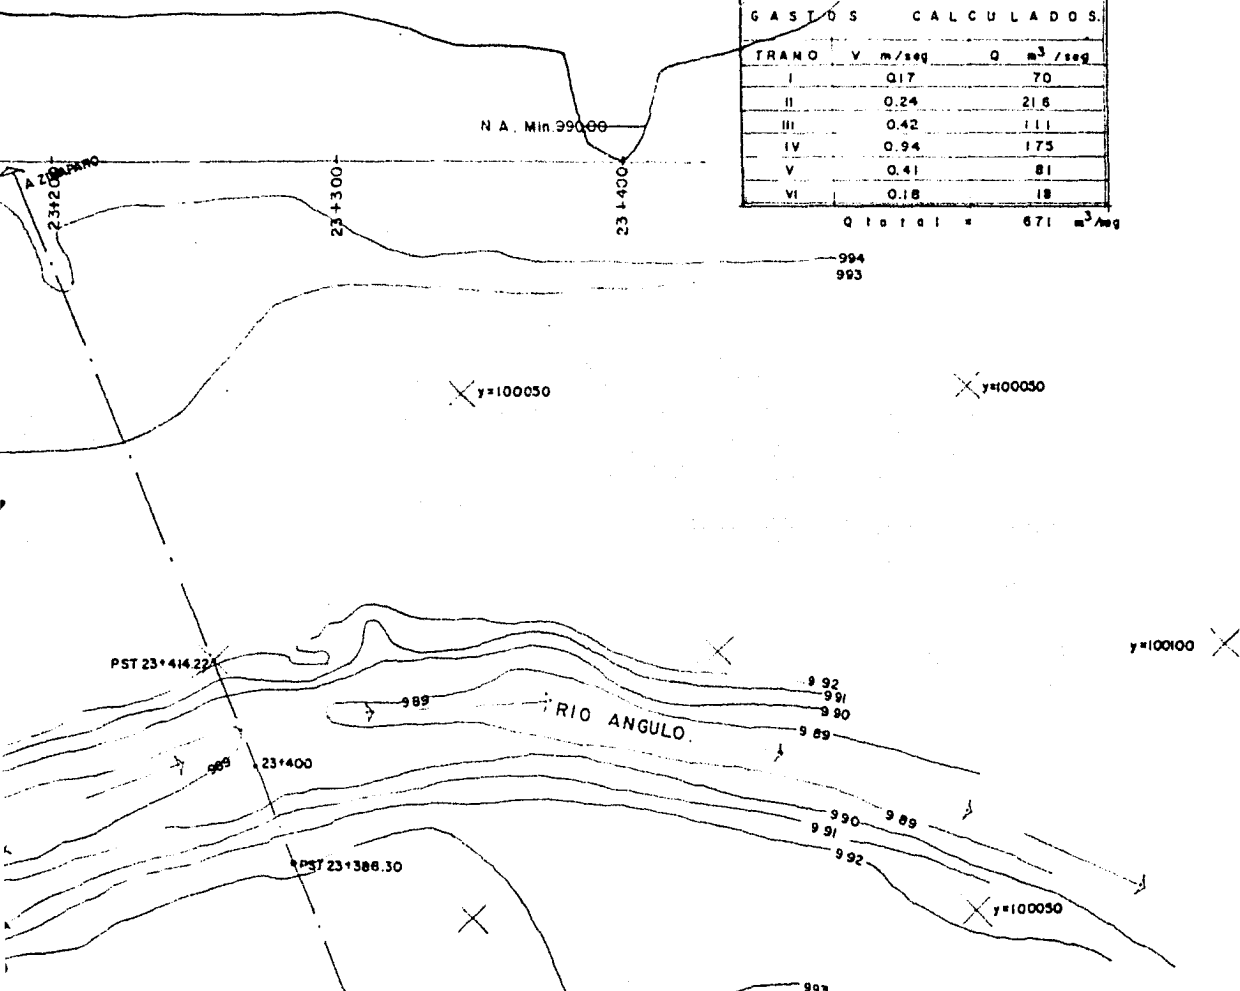 GASTOS CALCULADOS.
TRAMO V m/seg Q m³/seg
I 0.17 70
II 0.24 216
III 0.42 111
IV 0.94 175
V 0.41 81
VI 0.18 18
Q total = 671 m³/seg
N A. Min. 990.00
A ZIPAPARO
23+200
23+300
23+400
994
993
y=100050
y=100050
PST 23+414.22
y=100100
992
991
990
989
989
RIO ANGULO.
989
23+400
990
989
991
992
PST 23+386.30
y=100050
993